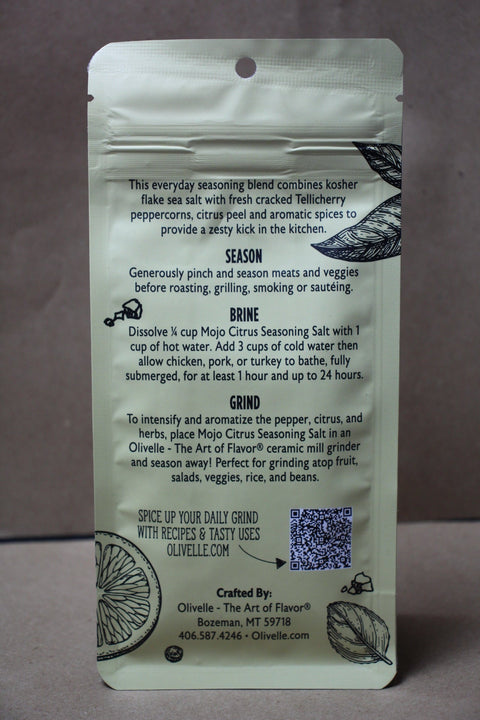 This everyday seasoning blend combines kosher
flake sea salt with fresh cracked Tellicherry
peppercorns, citrus peel and aromatic spices to
provide a zesty kick in the kitchen.
SEASON
Generously pinch and season meats and veggies
before roasting, grilling, smoking or sautéing.
BRINE
Dissolve ¼ cup Mojo Citrus Seasoning Salt with 1
cup of hot water. Add 3 cups of cold water then
allow chicken, pork, or turkey to bathe, fully
submerged, for at least 1 hour and up to 24 hours.
GRIND
To intensify and aromatize the pepper, citrus, and
herbs, place Mojo Citrus Seasoning Salt in an
Olivelle - The Art of Flavor® ceramic mill grinder
and season away! Perfect for grinding atop fruit,
salads, veggies, rice, and beans.
SPICE UP YOUR DAILY GRIND
WITH RECIPES & TASTY USES
OLIVELLE.COM
Crafted By:
Olivelle - The Art of Flavor®
Bozeman, MT 59718
406.587.4246 • Olivelle.com